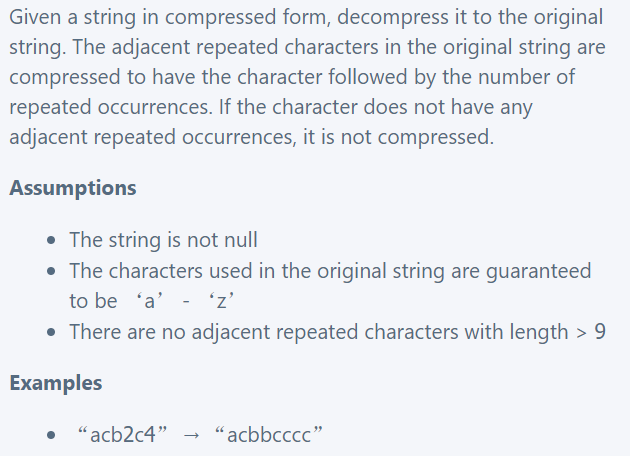 Given a string in compressed form, decompress it to the original
string. The adjacent repeated characters in the original string are
compressed to have the character followed by the number of
repeated occurrences. If the character does not have any
adjacent repeated occurrences, it is not compressed.
Assumptions
• The string is not null
• The characters used in the original string are guaranteed
to be ‘a’ - ‘z’
• There are no adjacent repeated characters with length > 9
Examples
• “acb2c4” → “acbbcccc”